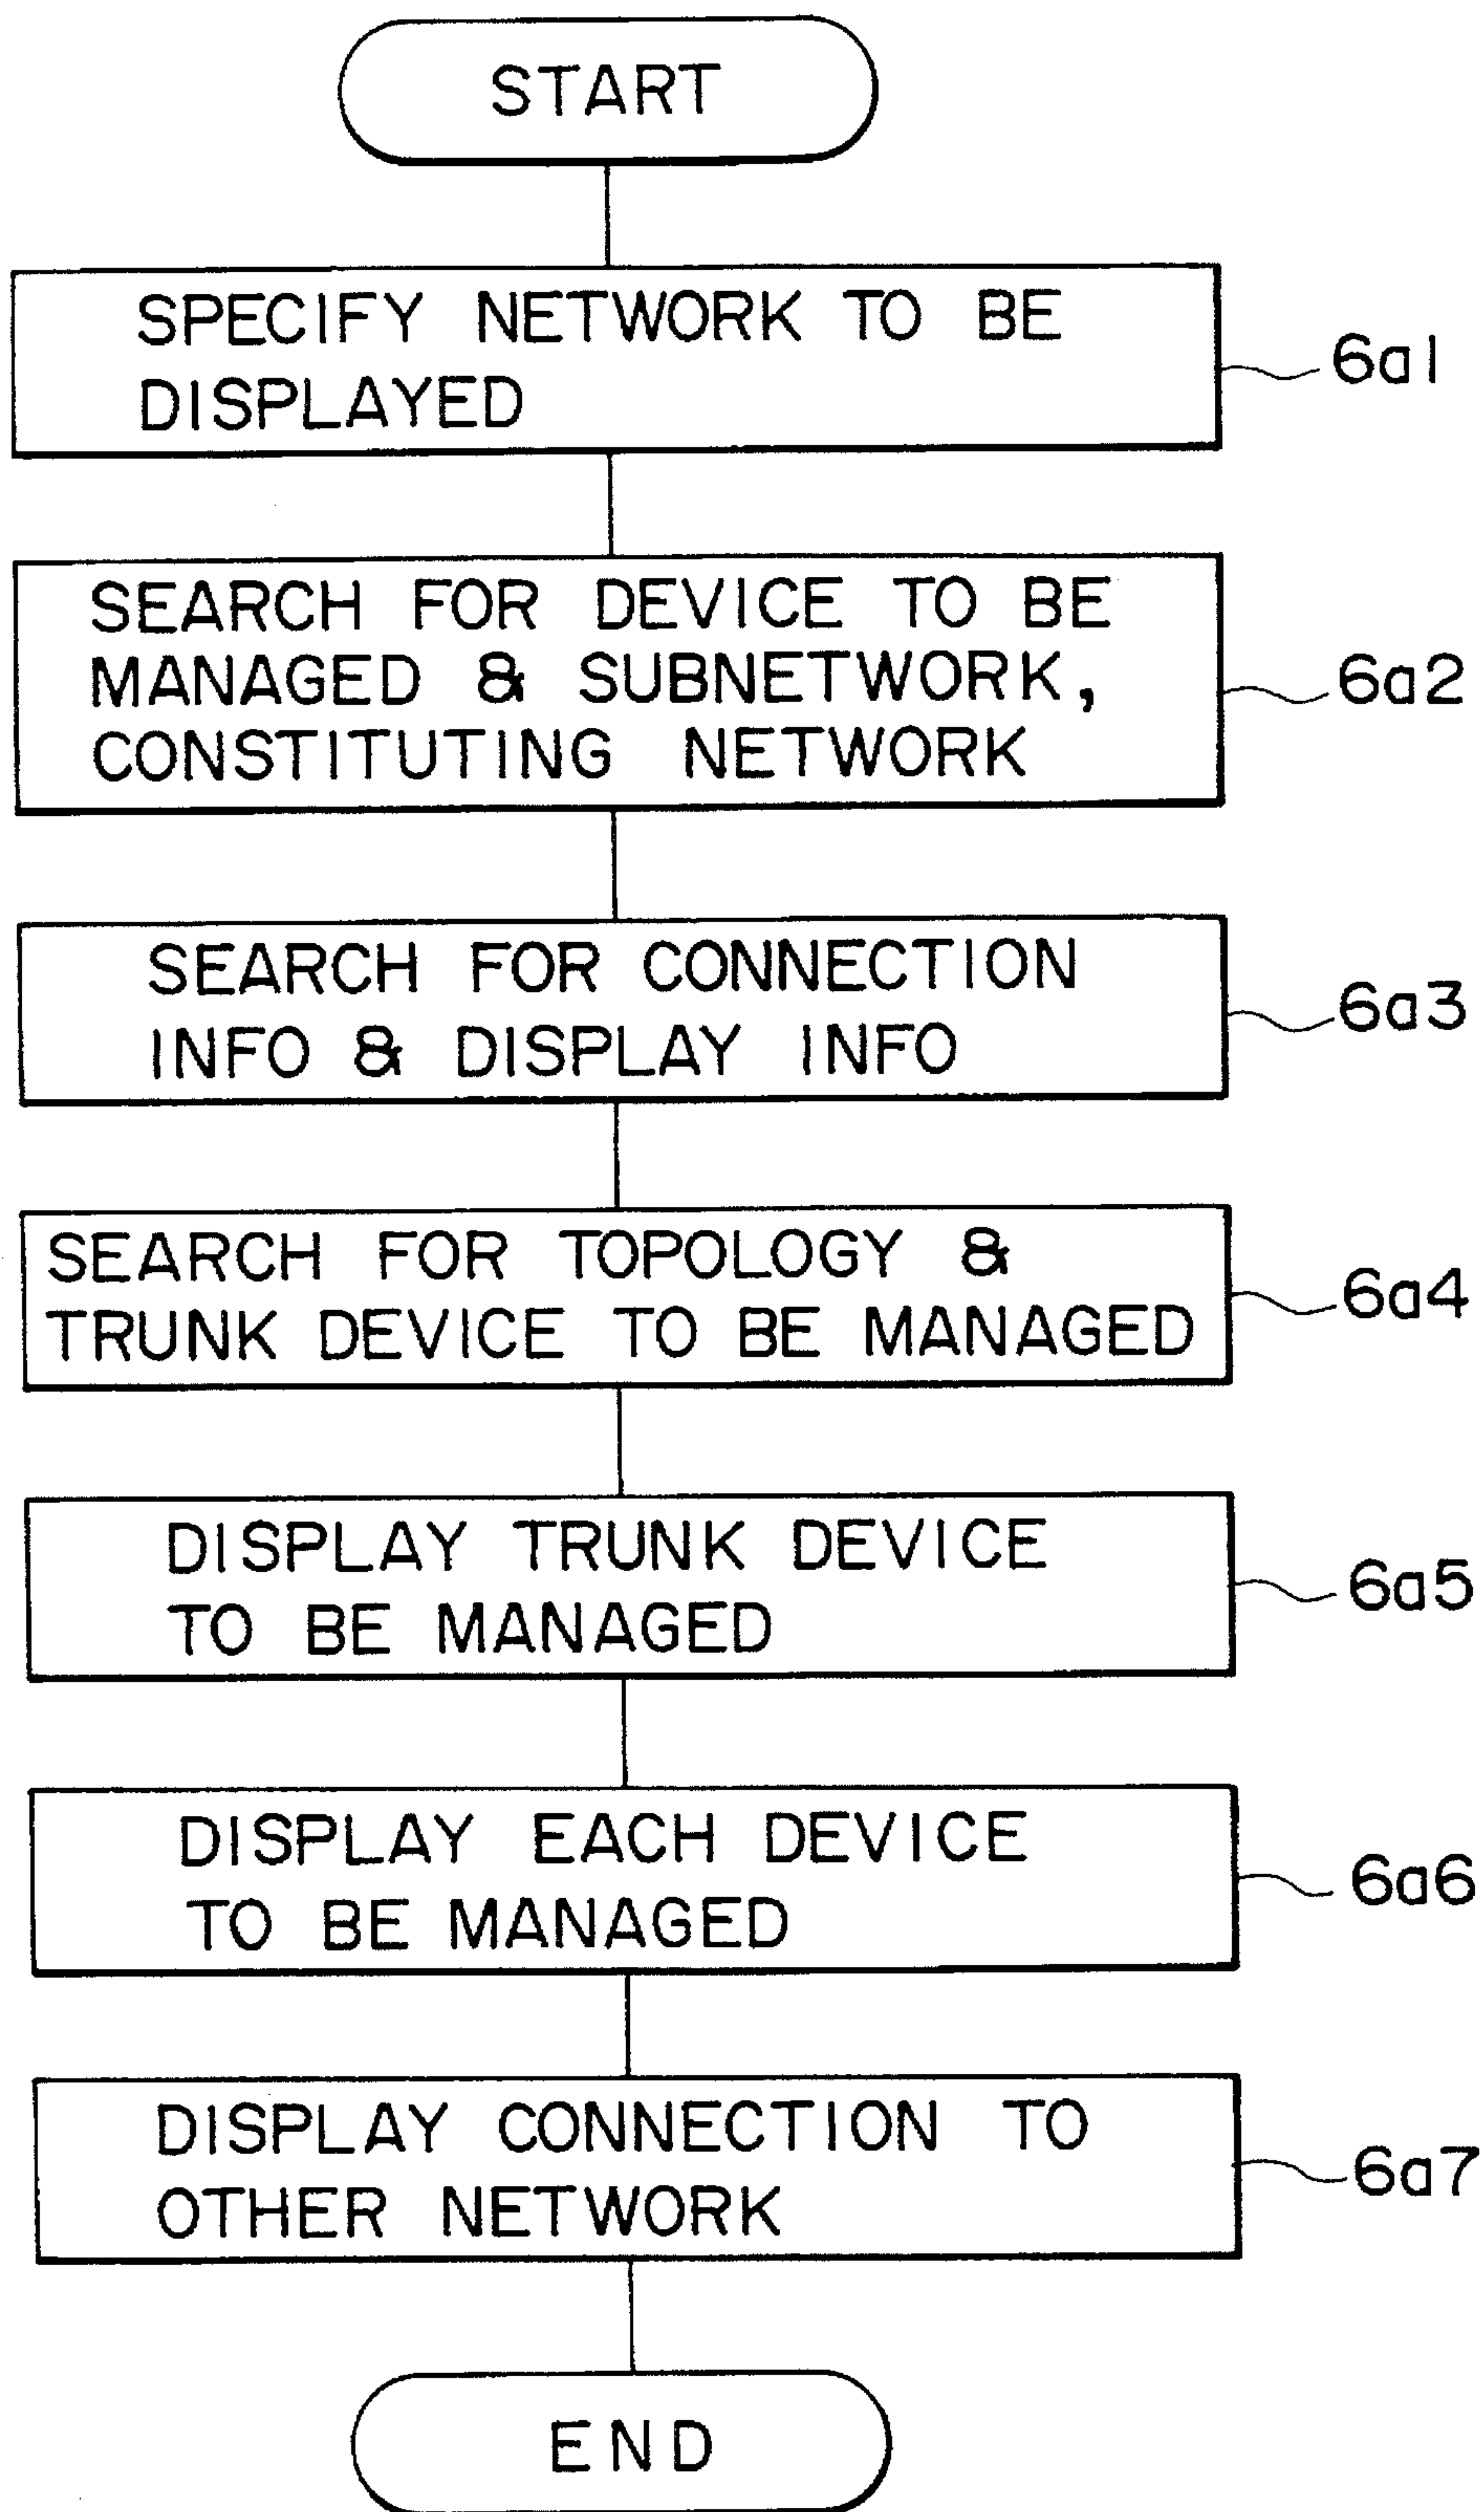 START
SPECIFY NETWORK TO BE
DISPLAYED
6a1
SEARCH FOR DEVICE TO BE
MANAGED & SUBNETWORK,
CONSTITUTING NETWORK
6a2
SEARCH FOR CONNECTION
INFO & DISPLAY INFO
6a3
SEARCH FOR TOPOLOGY &
TRUNK DEVICE TO BE MANAGED
6a4
DISPLAY TRUNK DEVICE
TO BE MANAGED
6a5
DISPLAY EACH DEVICE
TO BE MANAGED
6a6
DISPLAY CONNECTION TO
OTHER NETWORK
6a7
END